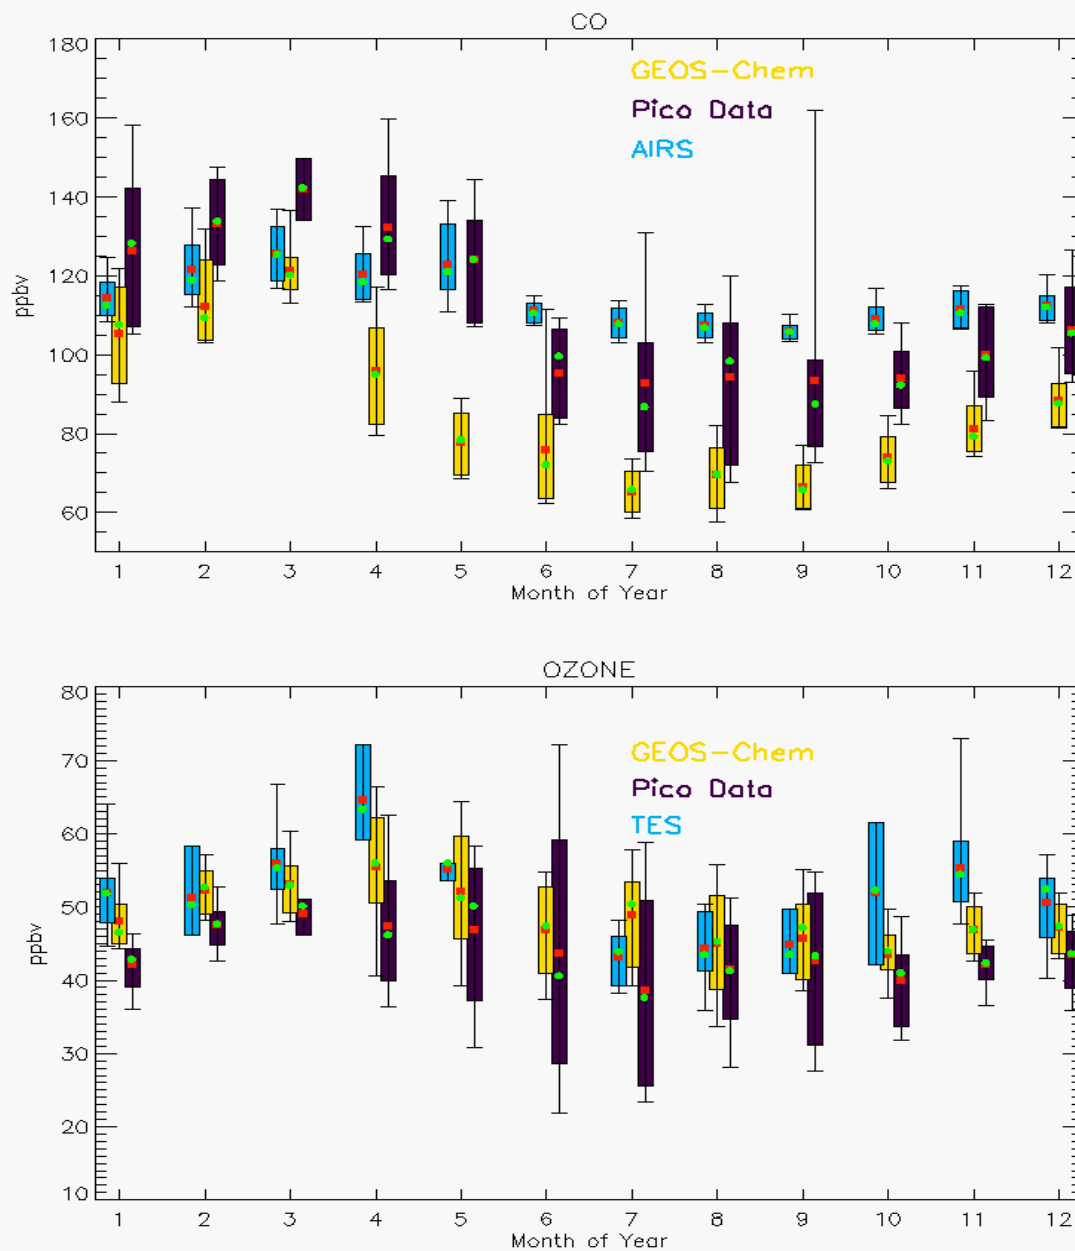 CO
180
160
140
120
100
80
60
ppbv
GEOS-Chem
Pico Data
AIRS
1 2 3 4 5 6 7 8 9 10 11 12
Month of Year
OZONE
80
70
60
50
40
30
20
10
ppbv
GEOS-Chem
Pico Data
TES
1 2 3 4 5 6 7 8 9 10 11 12
Month of Year